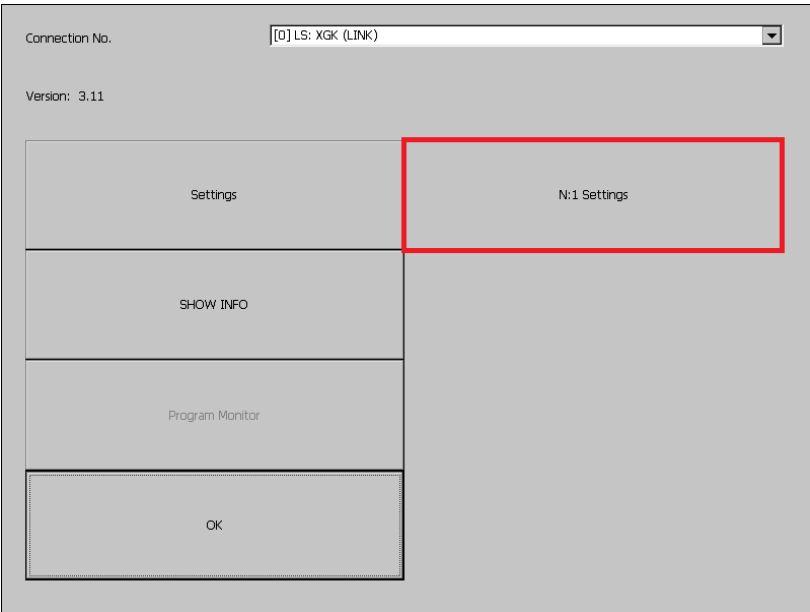 Connection No.
[0] LS: XGK (LINK)
Version: 3.11
Settings
N:1 Settings
SHOW INFO
Program Monitor
OK